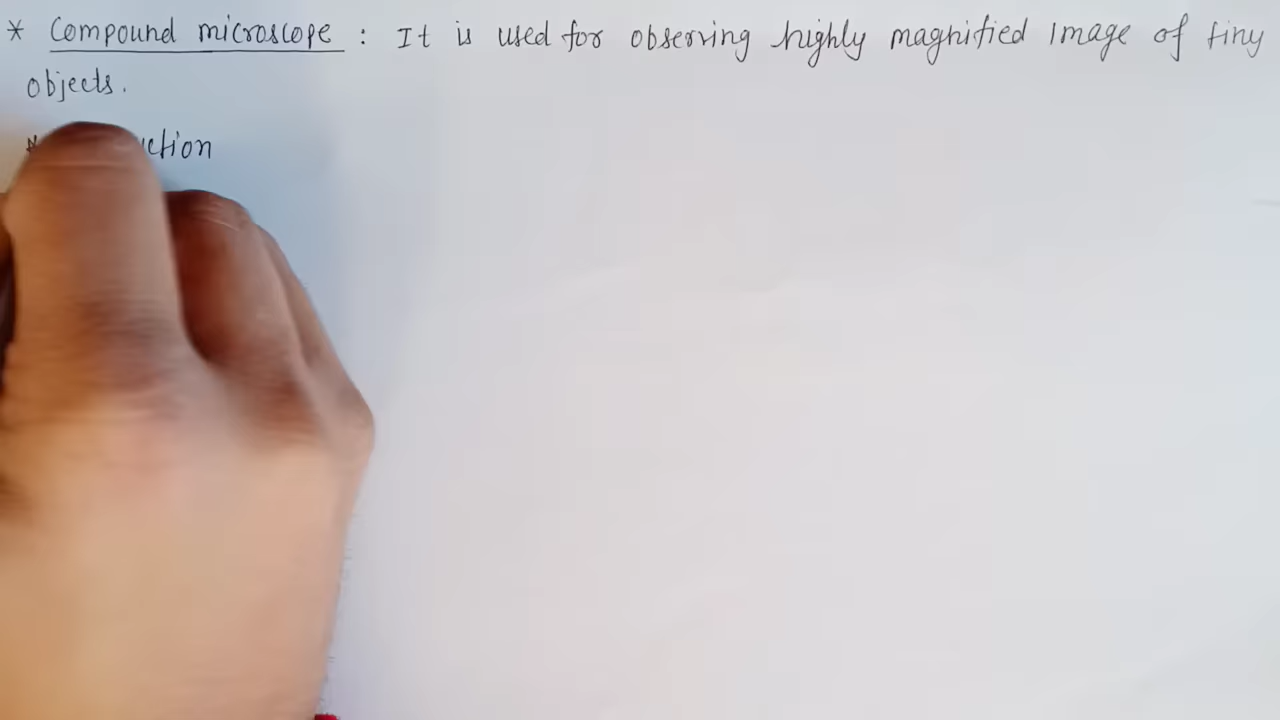 * Compound microscope : It is used for observing highly magnified image of tiny
objects.